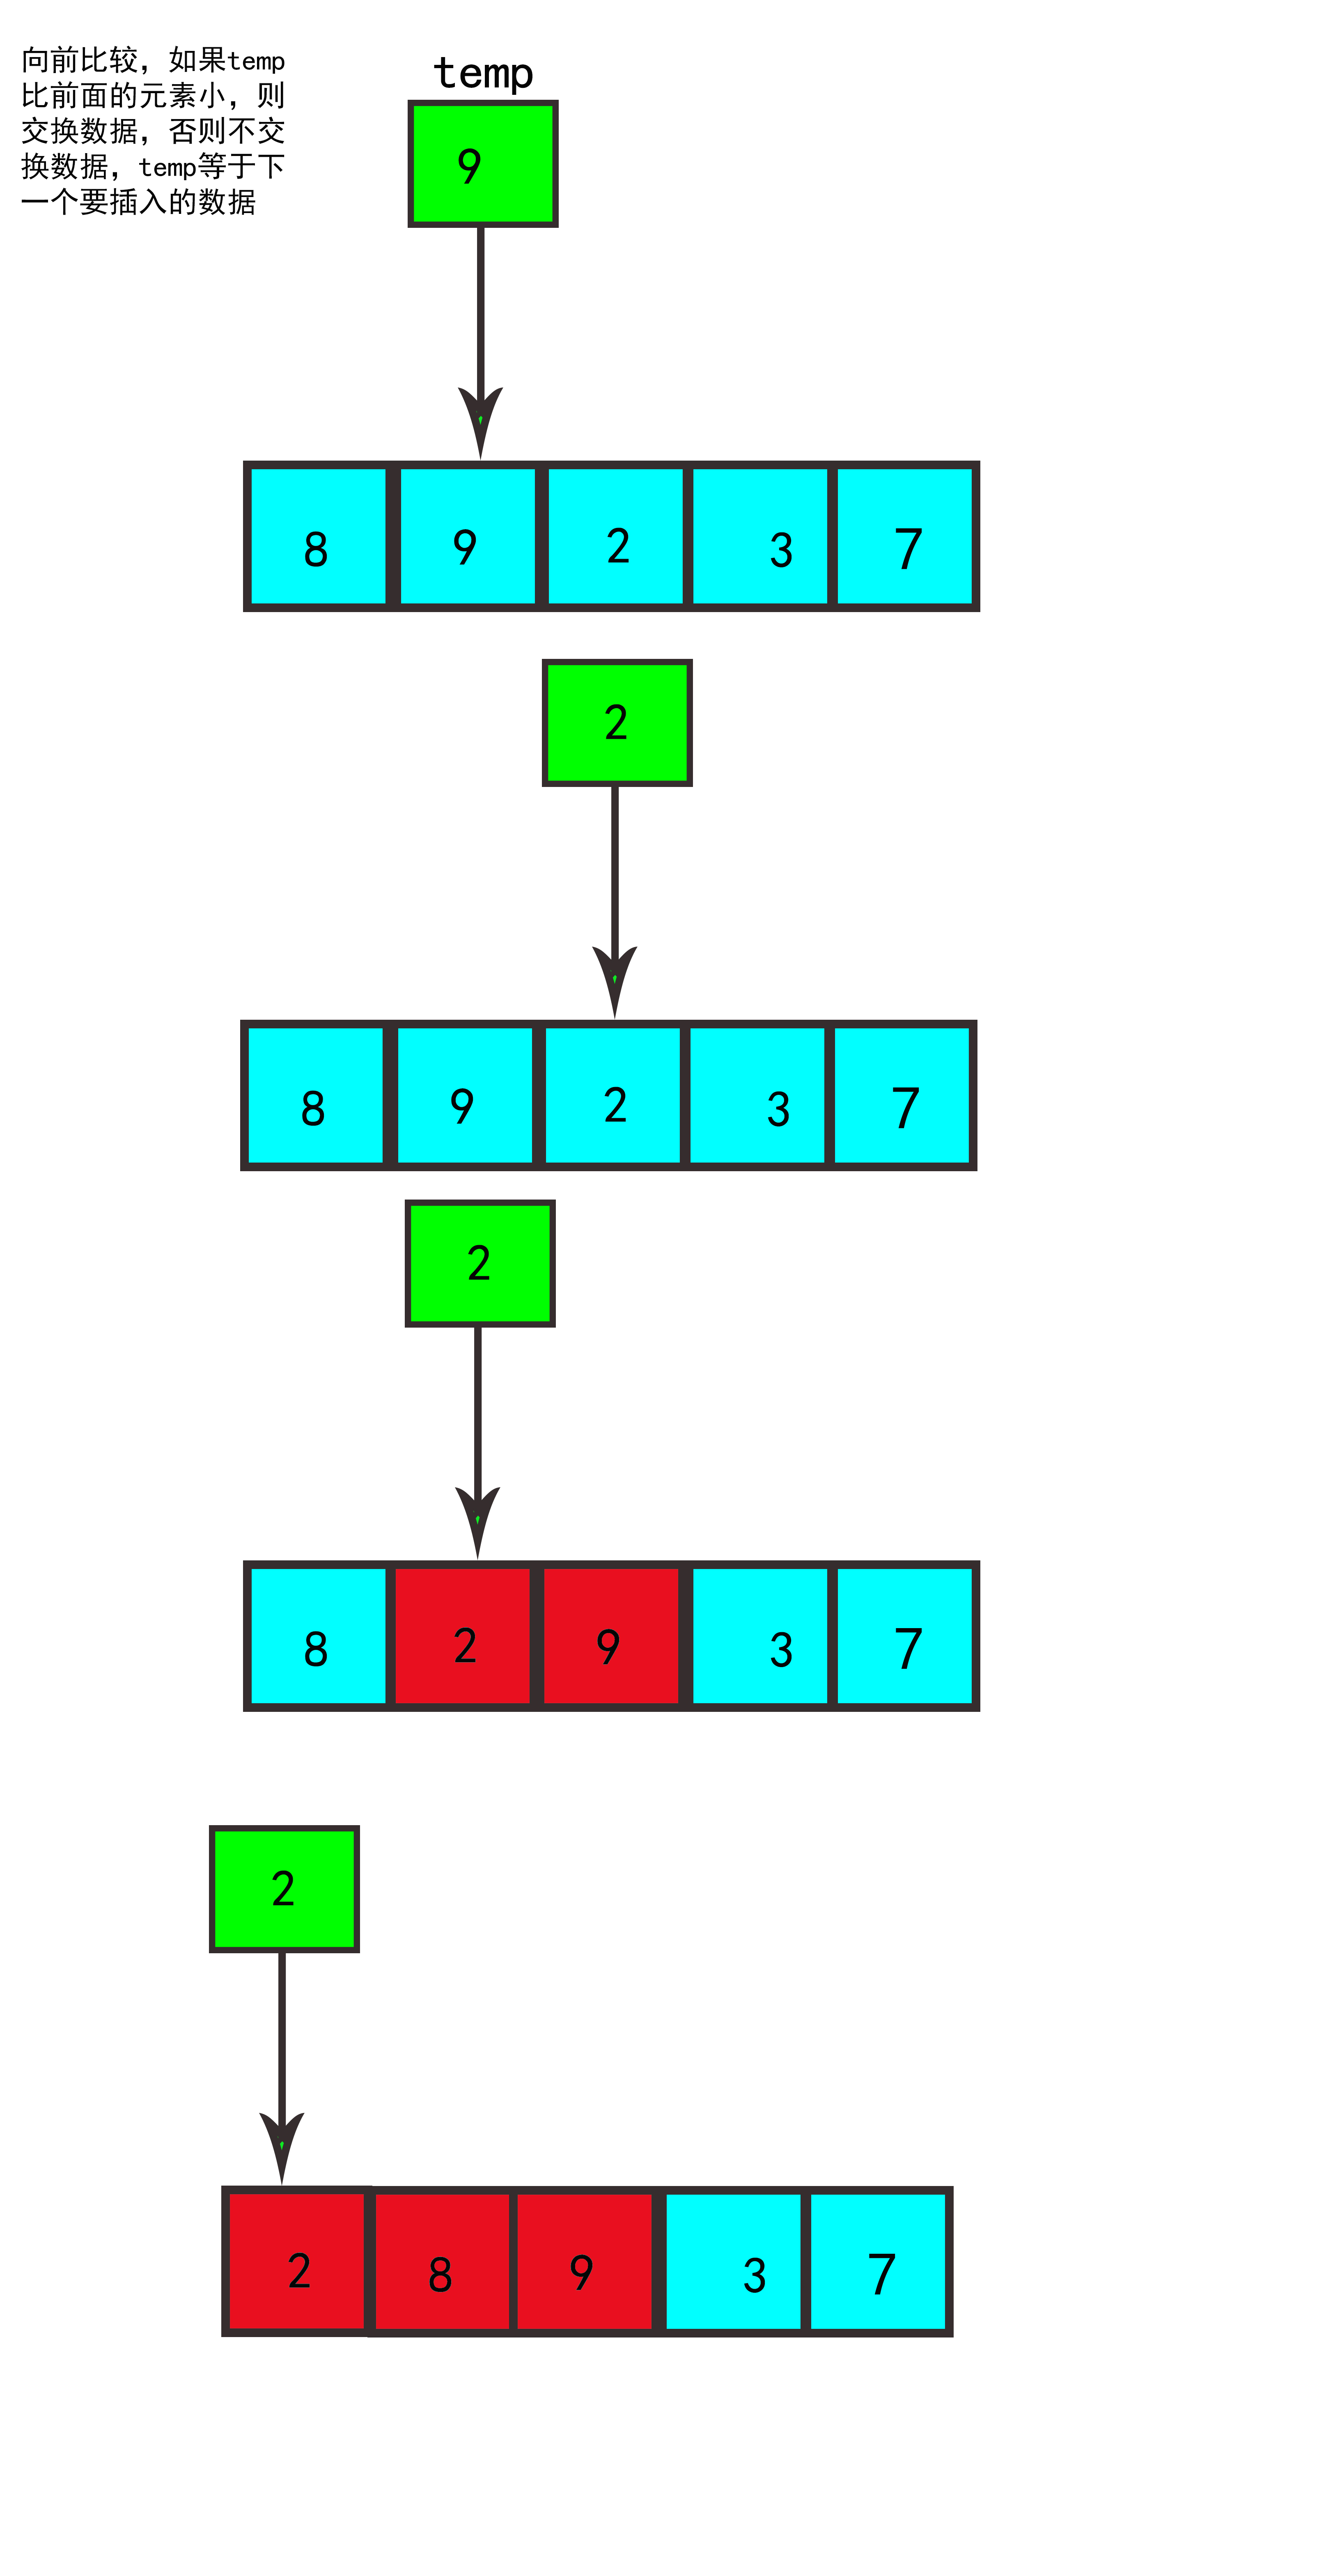 向前比较，如果temp
比前面的元素小，则
交换数据，否则不交
换数据，temp等于下
一个要插入的数据
temp
9
8 9 2 3 7
2
8 9 2 3 7
2
8 2 9 3 7
2
2 8 9 3 7